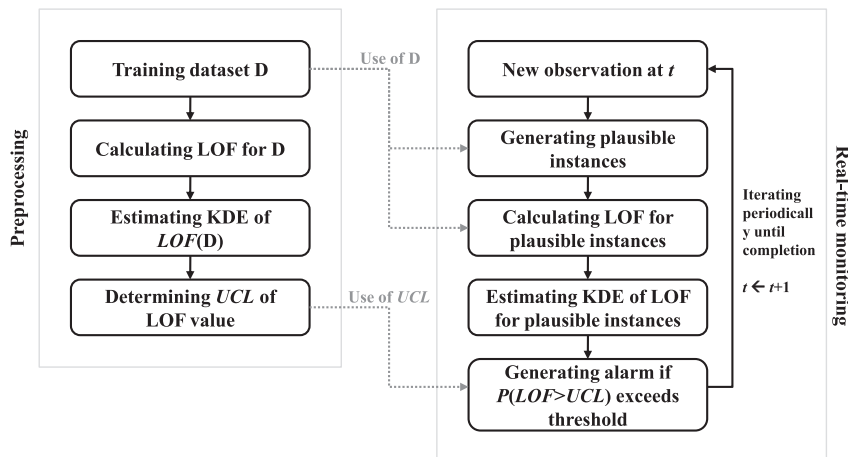 Preprocessing
Training dataset D
Calculating LOF for D
Estimating KDE of
LOF(D)
Determining UCL of
LOF value
Use of D
Use of UCL
New observation at t
Generating plausible
instances
Calculating LOF for
plausible instances
Estimating KDE of LOF
for plausible instances
Generating alarm if
P(LOF>UCL) exceeds
threshold
Iterating
periodicall
y until
completion
t ← t+1
Real-time monitoring